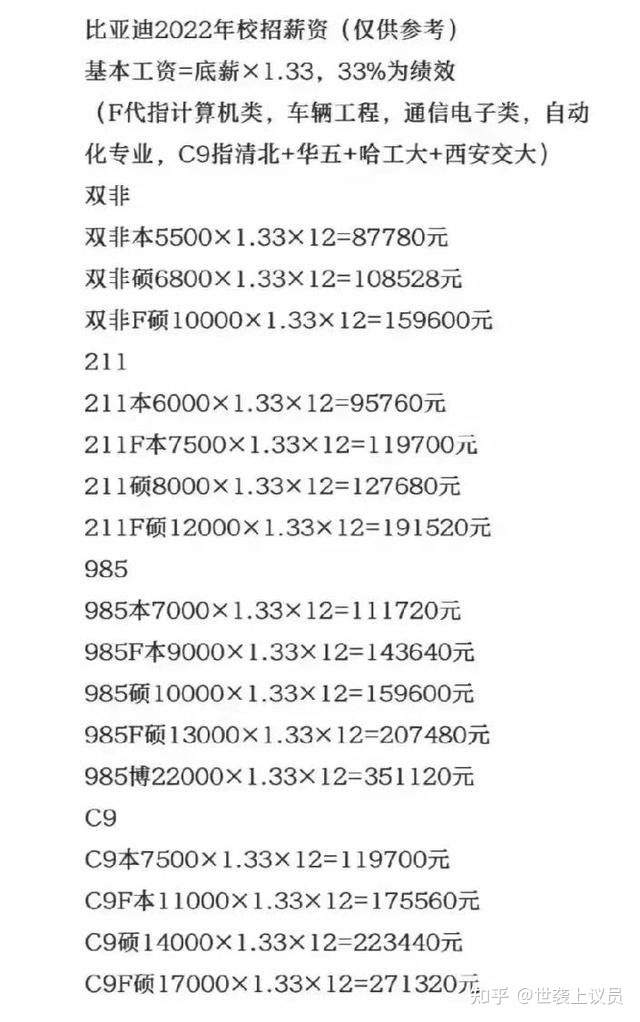 比亚迪2022年校招薪资（仅供参考）
基本工资=底薪×1.33，33%为绩效
（F代指计算机类，车辆工程，通信电子类，自动
化专业，C9指清北+华五+哈工大+西安交大）
双非
双非本5500×1.33×12=87780元
双非硕6800×1.33×12=108528元
双非F硕10000×1.33×12=159600元
211
211本6000×1.33×12=95760元
211F本7500×1.33×12=119700元
211硕8000×1.33×12=127680元
211F硕12000×1.33×12=191520元
985
985本7000×1.33×12=111720元
985F本9000×1.33×12=143640元
985硕10000×1.33×12=159600元
985F硕13000×1.33×12=207480元
985博22000×1.33×12=351120元
C9
C9本7500×1.33×12=119700元
C9F本11000×1.33×12=175560元
C9硕14000×1.33×12=223440元
C9F硕17000×1.33×12=271320元
知乎 @世袭上议员